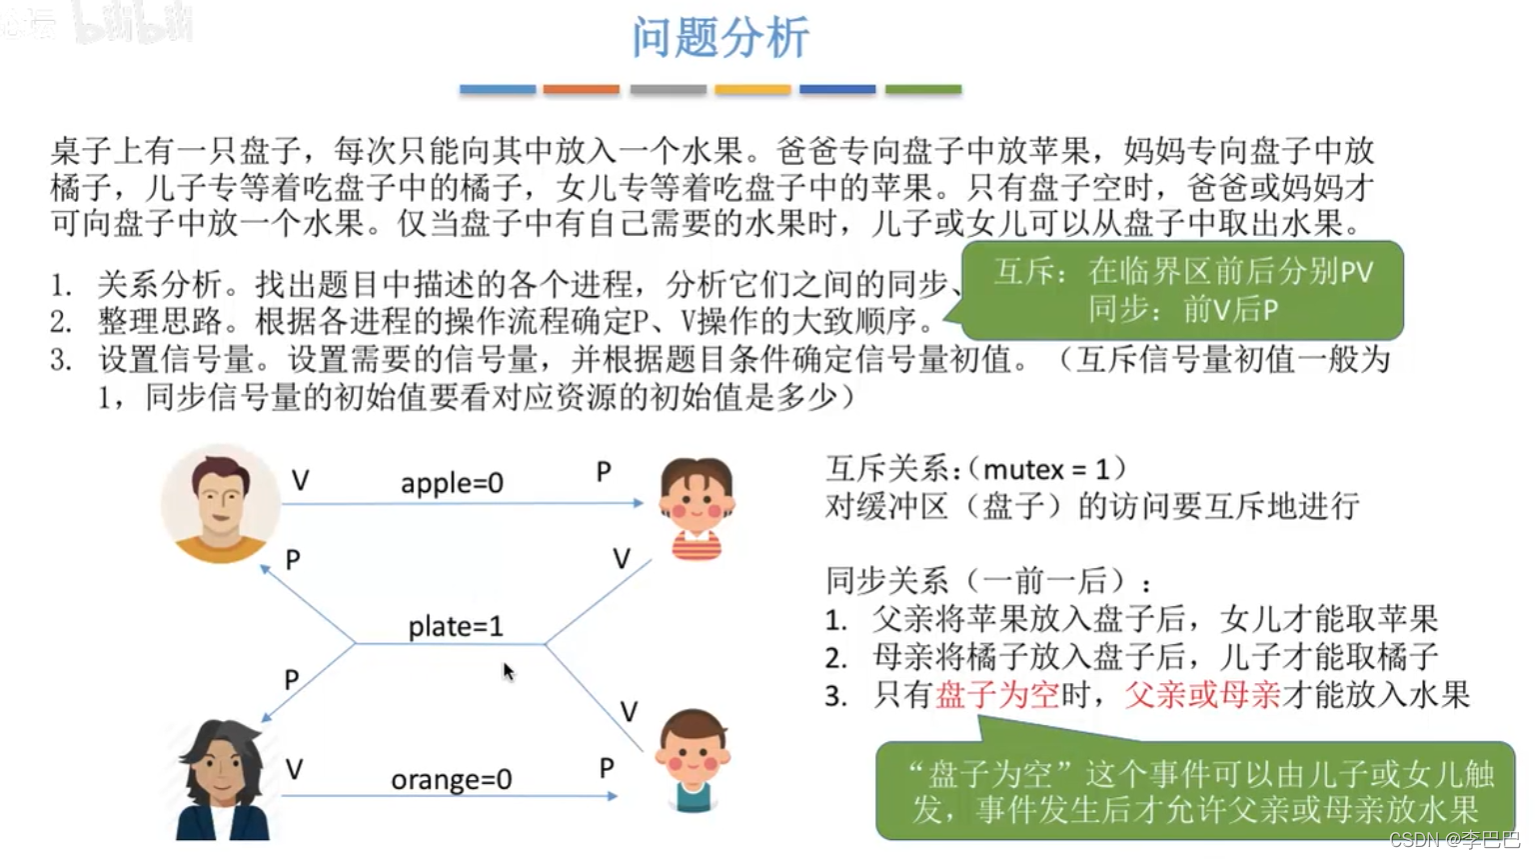 bilibili
问题分析
桌子上有一只盘子，每次只能向其中放入一个水果。爸爸专向盘子中放苹果，妈妈专向盘子中放
橘子，儿子专等着吃盘子中的橘子，女儿专等着吃盘子中的苹果。只有盘子空时，爸爸或妈妈才
可向盘子中放一个水果。仅当盘子中有自己需要的水果时，儿子或女儿可以从盘子中取出水果。
1. 关系分析。找出题目中描述的各个进程，分析它们之间的同步、
互斥：在临界区前后分别PV
同步：前V后P
2. 整理思路。根据各进程的操作流程确定P、V操作的大致顺序。
3. 设置信号量。设置需要的信号量，并根据题目条件确定信号量初值。（互斥信号量初值一般为
1，同步信号量的初始值要看对应资源的初始值是多少）
V apple=0 P
P V
plate=1
P V
V orange=0 P
互斥关系：（mutex = 1）
对缓冲区（盘子）的访问要互斥地进行
同步关系（一前一后）：
1. 父亲将苹果放入盘子后，女儿才能取苹果
2. 母亲将橘子放入盘子后，儿子才能取橘子
3. 只有盘子为空时，父亲或母亲才能放入水果
“盘子为空”这个事件可以由儿子或女儿触
发，事件发生后才允许父亲或母亲放水果
CSDN @李巴巴